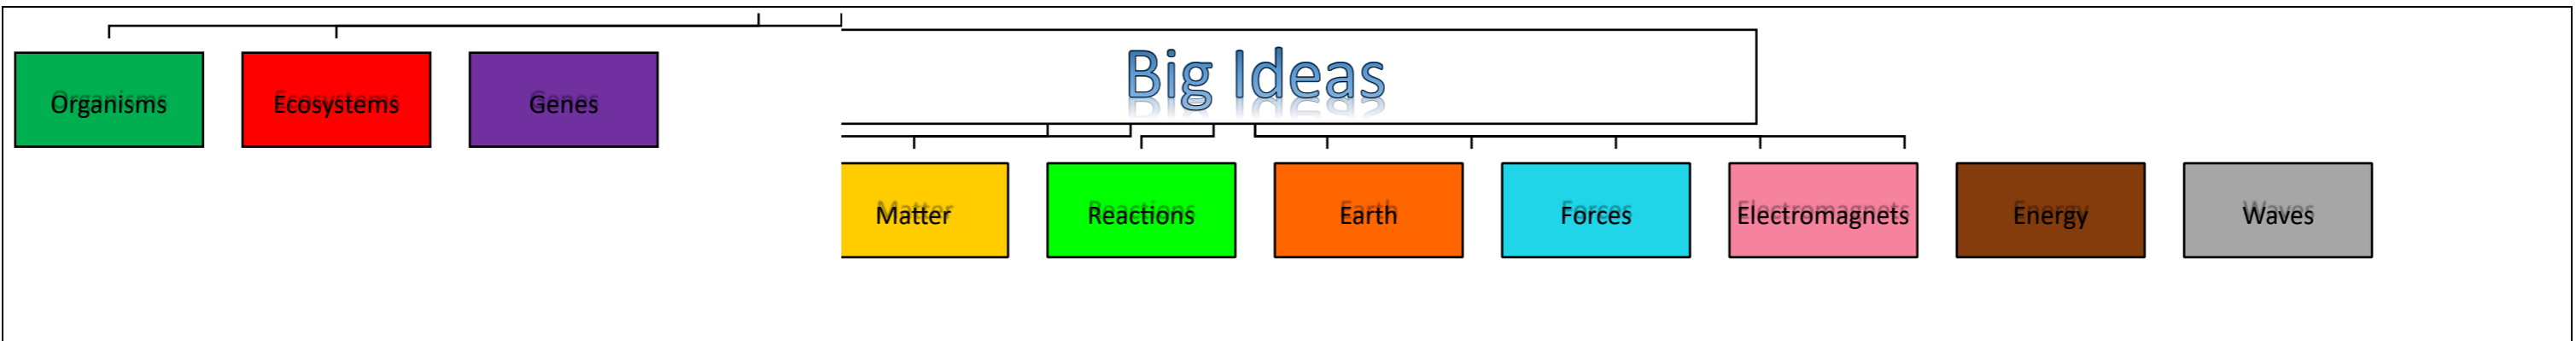 Big Ideas
Organisms
Ecosystems
Genes
Matter
Reactions
Earth
Forces
Electromagnets
Energy
Waves